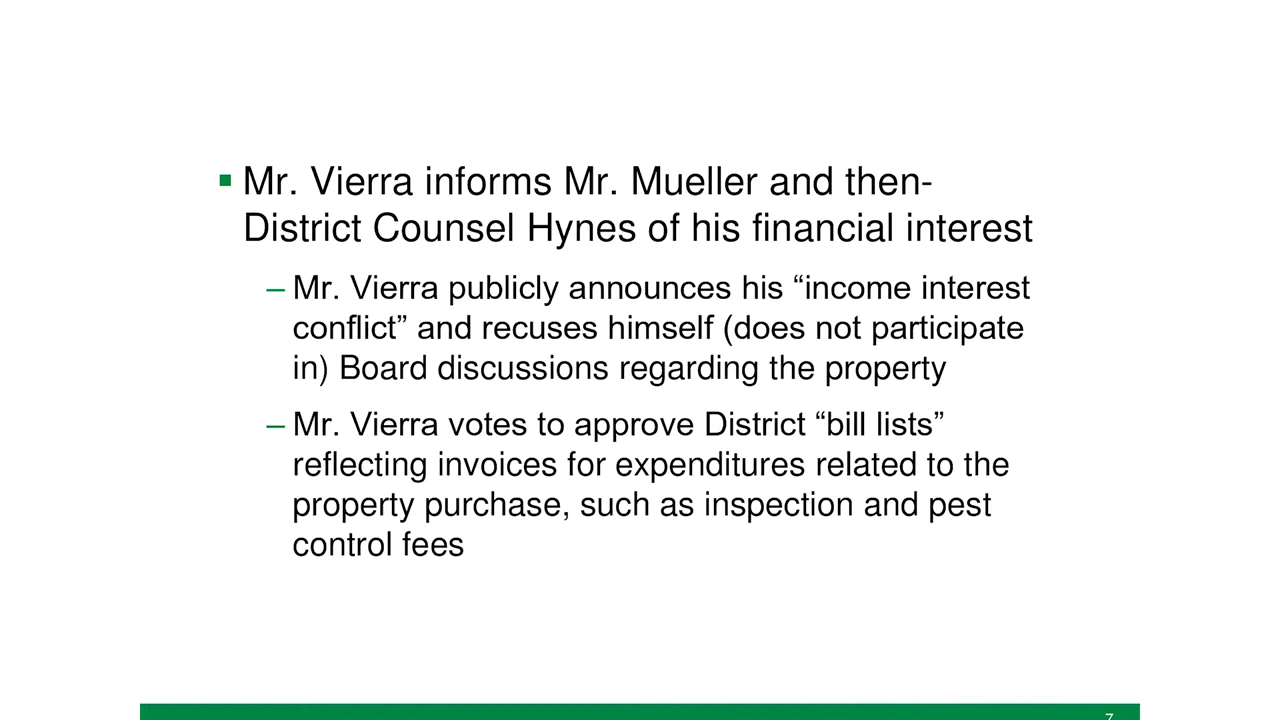 ▪ Mr. Vierra informs Mr. Mueller and then-
District Counsel Hynes of his financial interest
– Mr. Vierra publicly announces his “income interest
conflict” and recuses himself (does not participate
in) Board discussions regarding the property
– Mr. Vierra votes to approve District “bill lists”
reflecting invoices for expenditures related to the
property purchase, such as inspection and pest
control fees
7